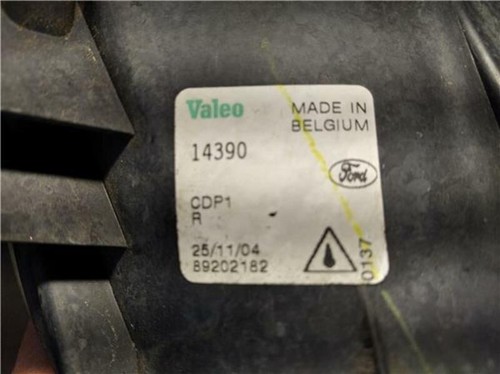 Valeo
MADE IN
BELGIUM
14390
Ford
CDP1
R
25/11/04
89202182
0137